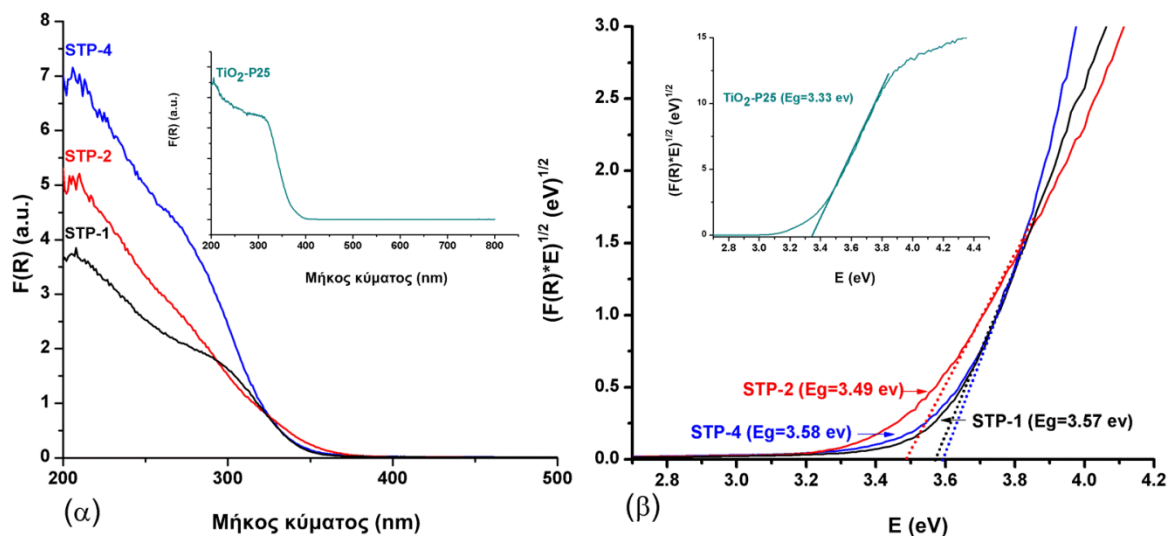 STP-4
STP-2
STP-1
F(R) (a.u.)
8
7
6
5
4
3
2
1
0
200
300
400
500
Μήκος κύματος (nm)
(α)
TiO2-P25
F(R) (a.u.)
200 300 400 500 600 700 800
Μήκος κύματος (nm)
(F(R)*E)1/2 (eV)1/2
3.0
2.5
2.0
1.5
1.0
0.5
0.0
2.8 3.0 3.2 3.4 3.6 3.8 4.0 4.2
E (eV)
(β)
TiO2-P25 (Eg=3.33 ev)
(F(R)*E)1/2 (eV)1/2
15
10
5
0
2.8 3.0 3.2 3.4 3.6 3.8 4.0 4.2 4.4
E (eV)
STP-2 (Eg=3.49 ev)
STP-4 (Eg=3.58 ev)
STP-1 (Eg=3.57 ev)